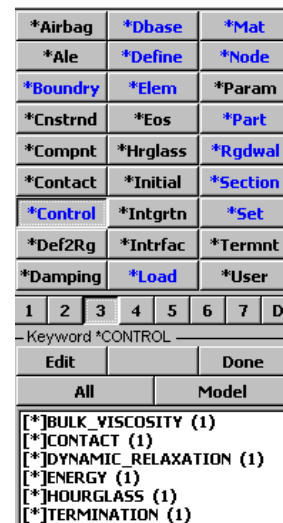 *Airbag *Dbase *Mat
*Ale *Define *Node
*Boundry *Elem *Param
*Cnstrnd *Eos *Part
*Compnt *Hrglass *Rgdwal
*Contact *Initial *Section
*Control *Intgrtn *Set
*Def2Rg *Intrfac *Termnt
*Damping *Load *User
1 2 3 4 5 6 7 D
Keyword *CONTROL
Edit Done
All Model
[*]BULK_VISCOSITY (1)
[*]CONTACT (1)
[*]DYNAMIC_RELAXATION (1)
[*]ENERGY (1)
[*]HOURGLASS (1)
[*]TERMINATION (1)